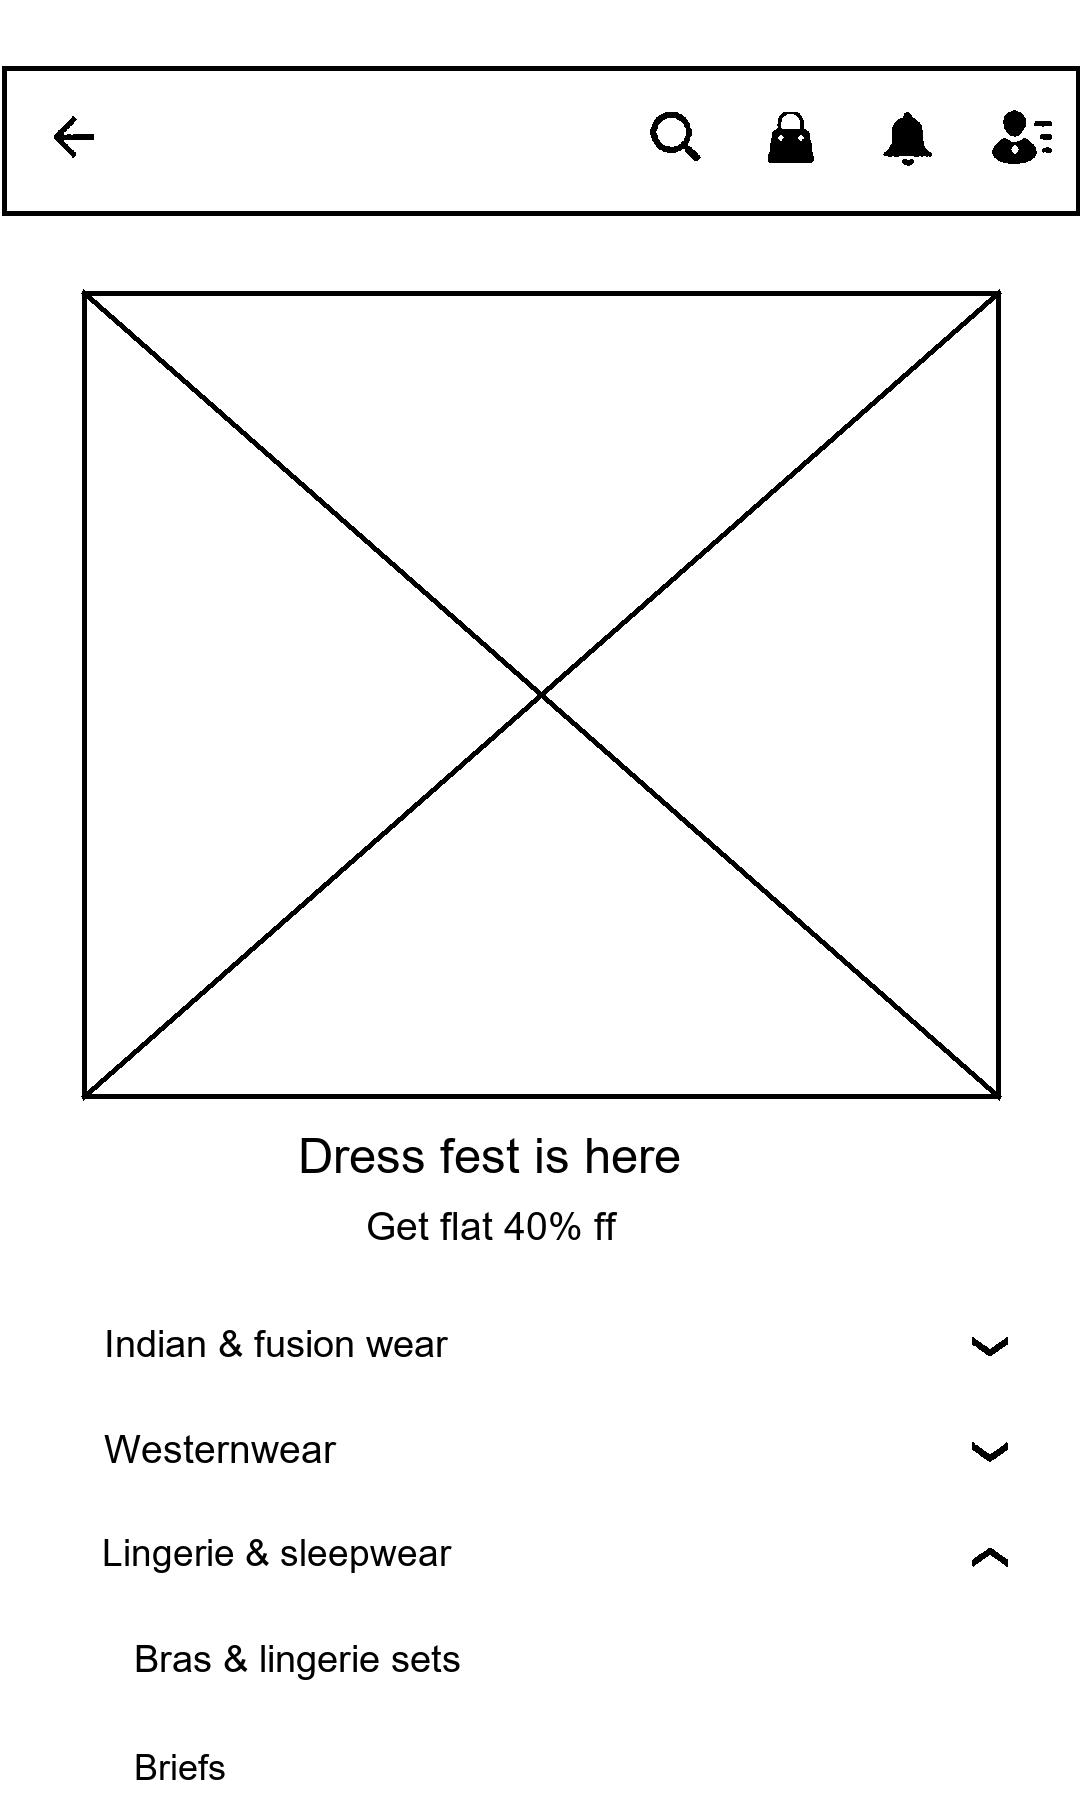 Dress fest is here
Get flat 40% ff
Indian & fusion wear
Westernwear
Lingerie & sleepwear
Bras & lingerie sets
Briefs